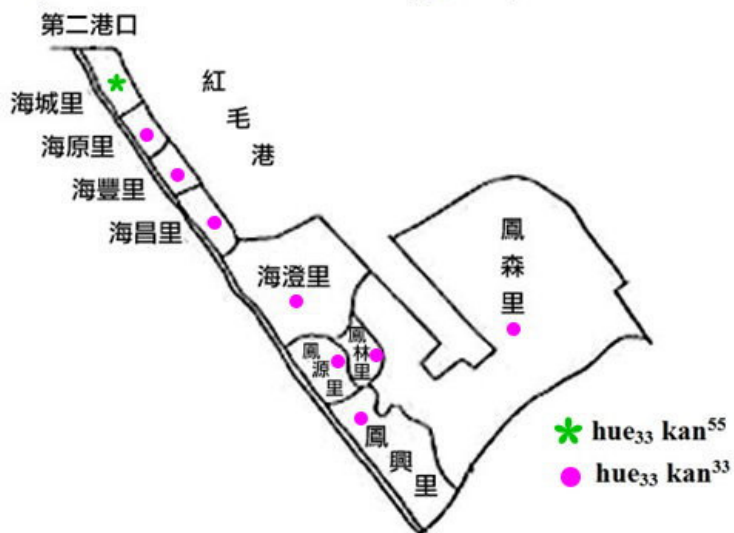 第二港口
海城里
海原里
海豐里
海昌里
紅毛港
海澄里
鳳源里
鳳林里
鳳興里
鳳森里
hue₃₃ kan⁵⁵
hue₃₃ kan³³